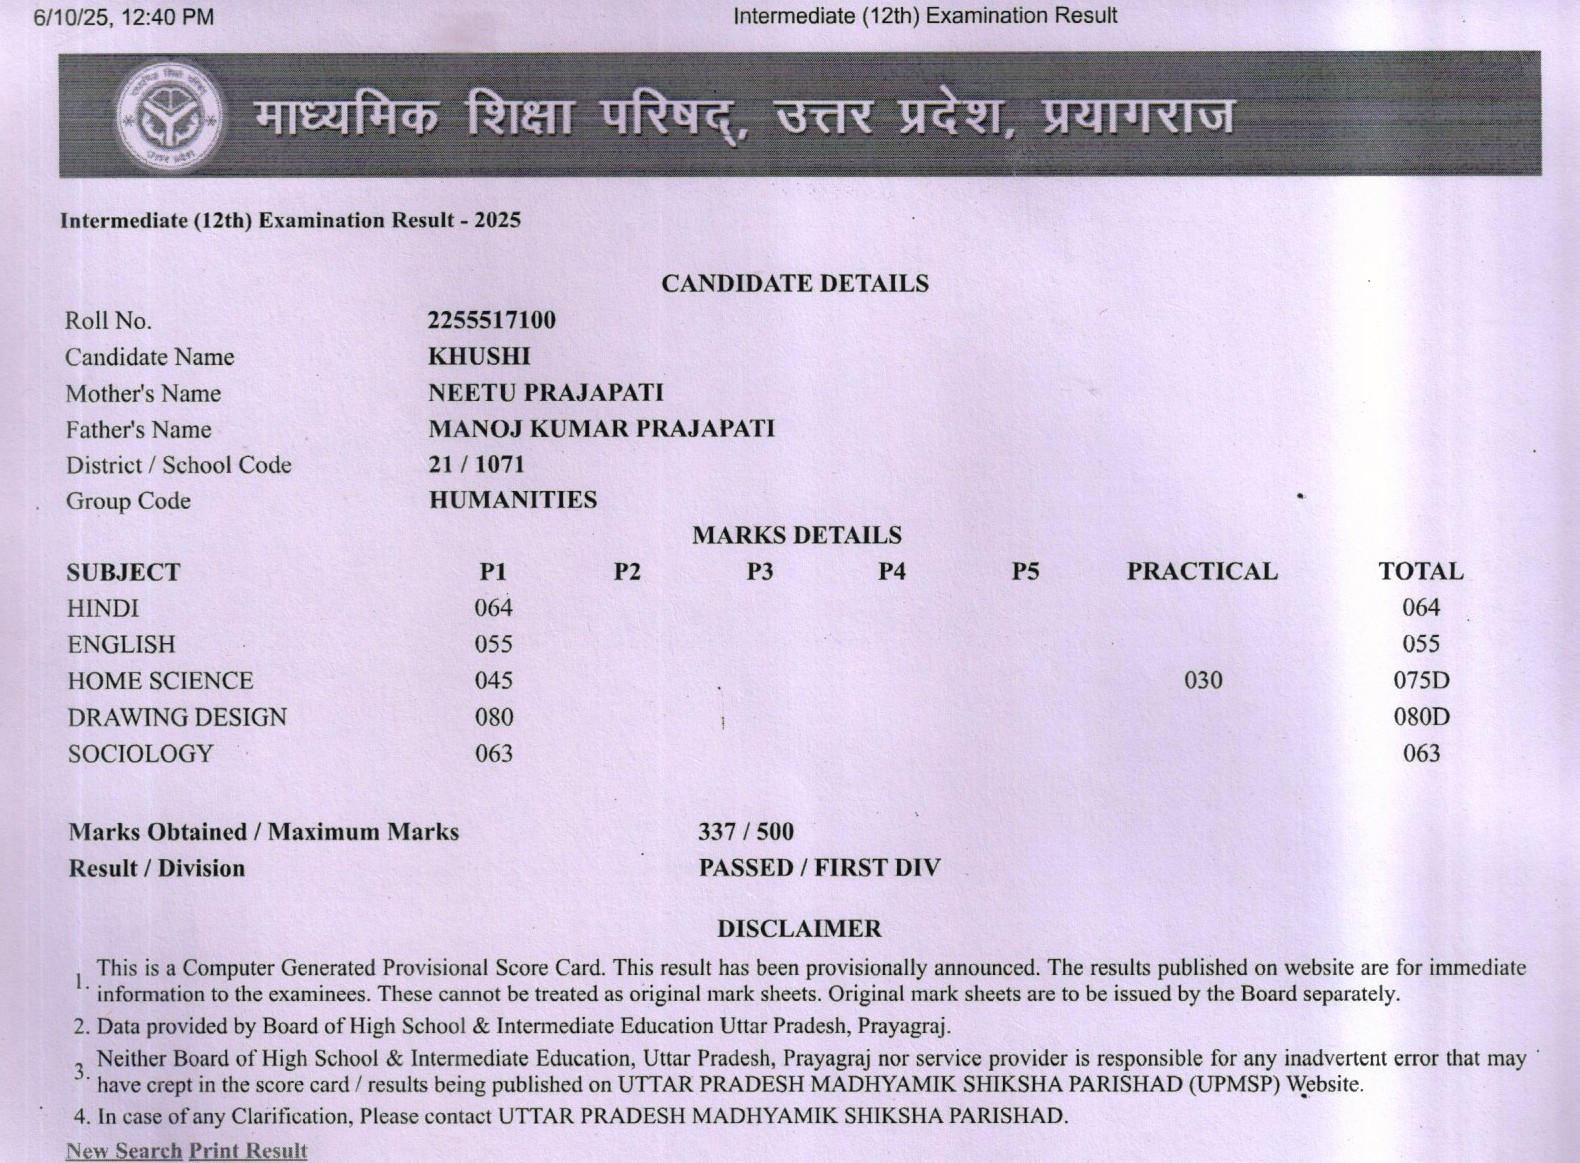 6/10/25, 12:40 PM Intermediate (12th) Examination Result
माध्यमिक शिक्षा परिषद्, उत्तर प्रदेश, प्रयागराज
Intermediate (12th) Examination Result - 2025
CANDIDATE DETAILS
Roll No. 2255517100
Candidate Name KHUSHI
Mother's Name NEETU PRAJAPATI
Father's Name MANOJ KUMAR PRAJAPATI
District / School Code 21 / 1071
Group Code HUMANITIES
MARKS DETAILS
SUBJECT P1 P2 P3 P4 P5 PRACTICAL TOTAL
HINDI 064 064
ENGLISH 055 055
HOME SCIENCE 045 030 075D
DRAWING DESIGN 080 080D
SOCIOLOGY 063 063
Marks Obtained / Maximum Marks 337 / 500
Result / Division PASSED / FIRST DIV
DISCLAIMER
1. This is a Computer Generated Provisional Score Card. This result has been provisionally announced. The results published on website are for immediate
information to the examinees. These cannot be treated as original mark sheets. Original mark sheets are to be issued by the Board separately.
2. Data provided by Board of High School & Intermediate Education Uttar Pradesh, Prayagraj.
3. Neither Board of High School & Intermediate Education, Uttar Pradesh, Prayagraj nor service provider is responsible for any inadvertent error that may
have crept in the score card / results being published on UTTAR PRADESH MADHYAMIK SHIKSHA PARISHAD (UPMSP) Website.
4. In case of any Clarification, Please contact UTTAR PRADESH MADHYAMIK SHIKSHA PARISHAD.
New Search Print Result